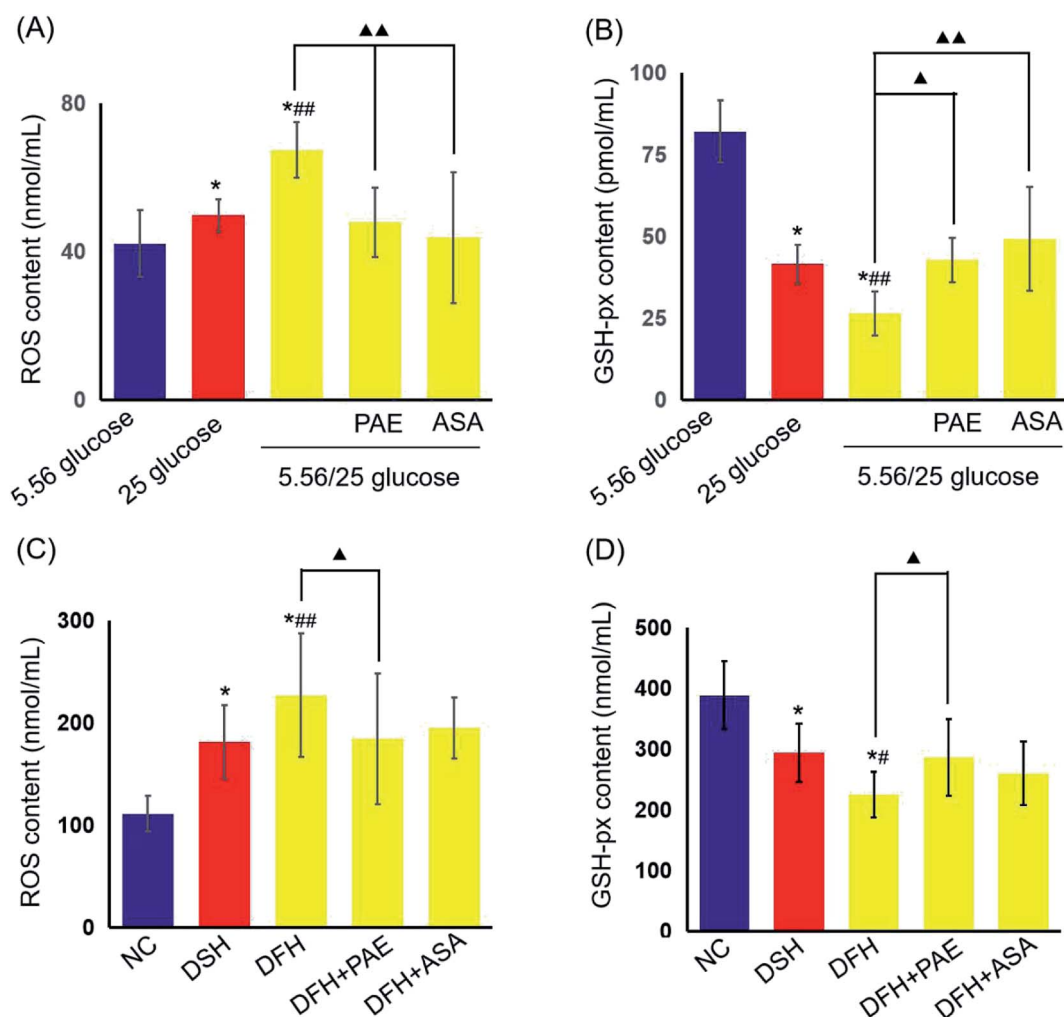 (A)
▲▲
ROS content (nmol/mL)
80
40
0
*
*##
5.56 glucose
25 glucose
PAE
ASA
5.56/25 glucose
(B)
▲▲
▲
GSH-px content (pmol/mL)
100
75
50
25
0
*
*##
5.56 glucose
25 glucose
PAE
ASA
5.56/25 glucose
(C)
▲
ROS content (nmol/mL)
300
200
100
0
*
*##
NC
DSH
DFH
DFH+PAE
DFH+ASA
(D)
▲
GSH-px content (nmol/mL)
500
400
300
200
100
0
*
*#
NC
DSH
DFH
DFH+PAE
DFH+ASA